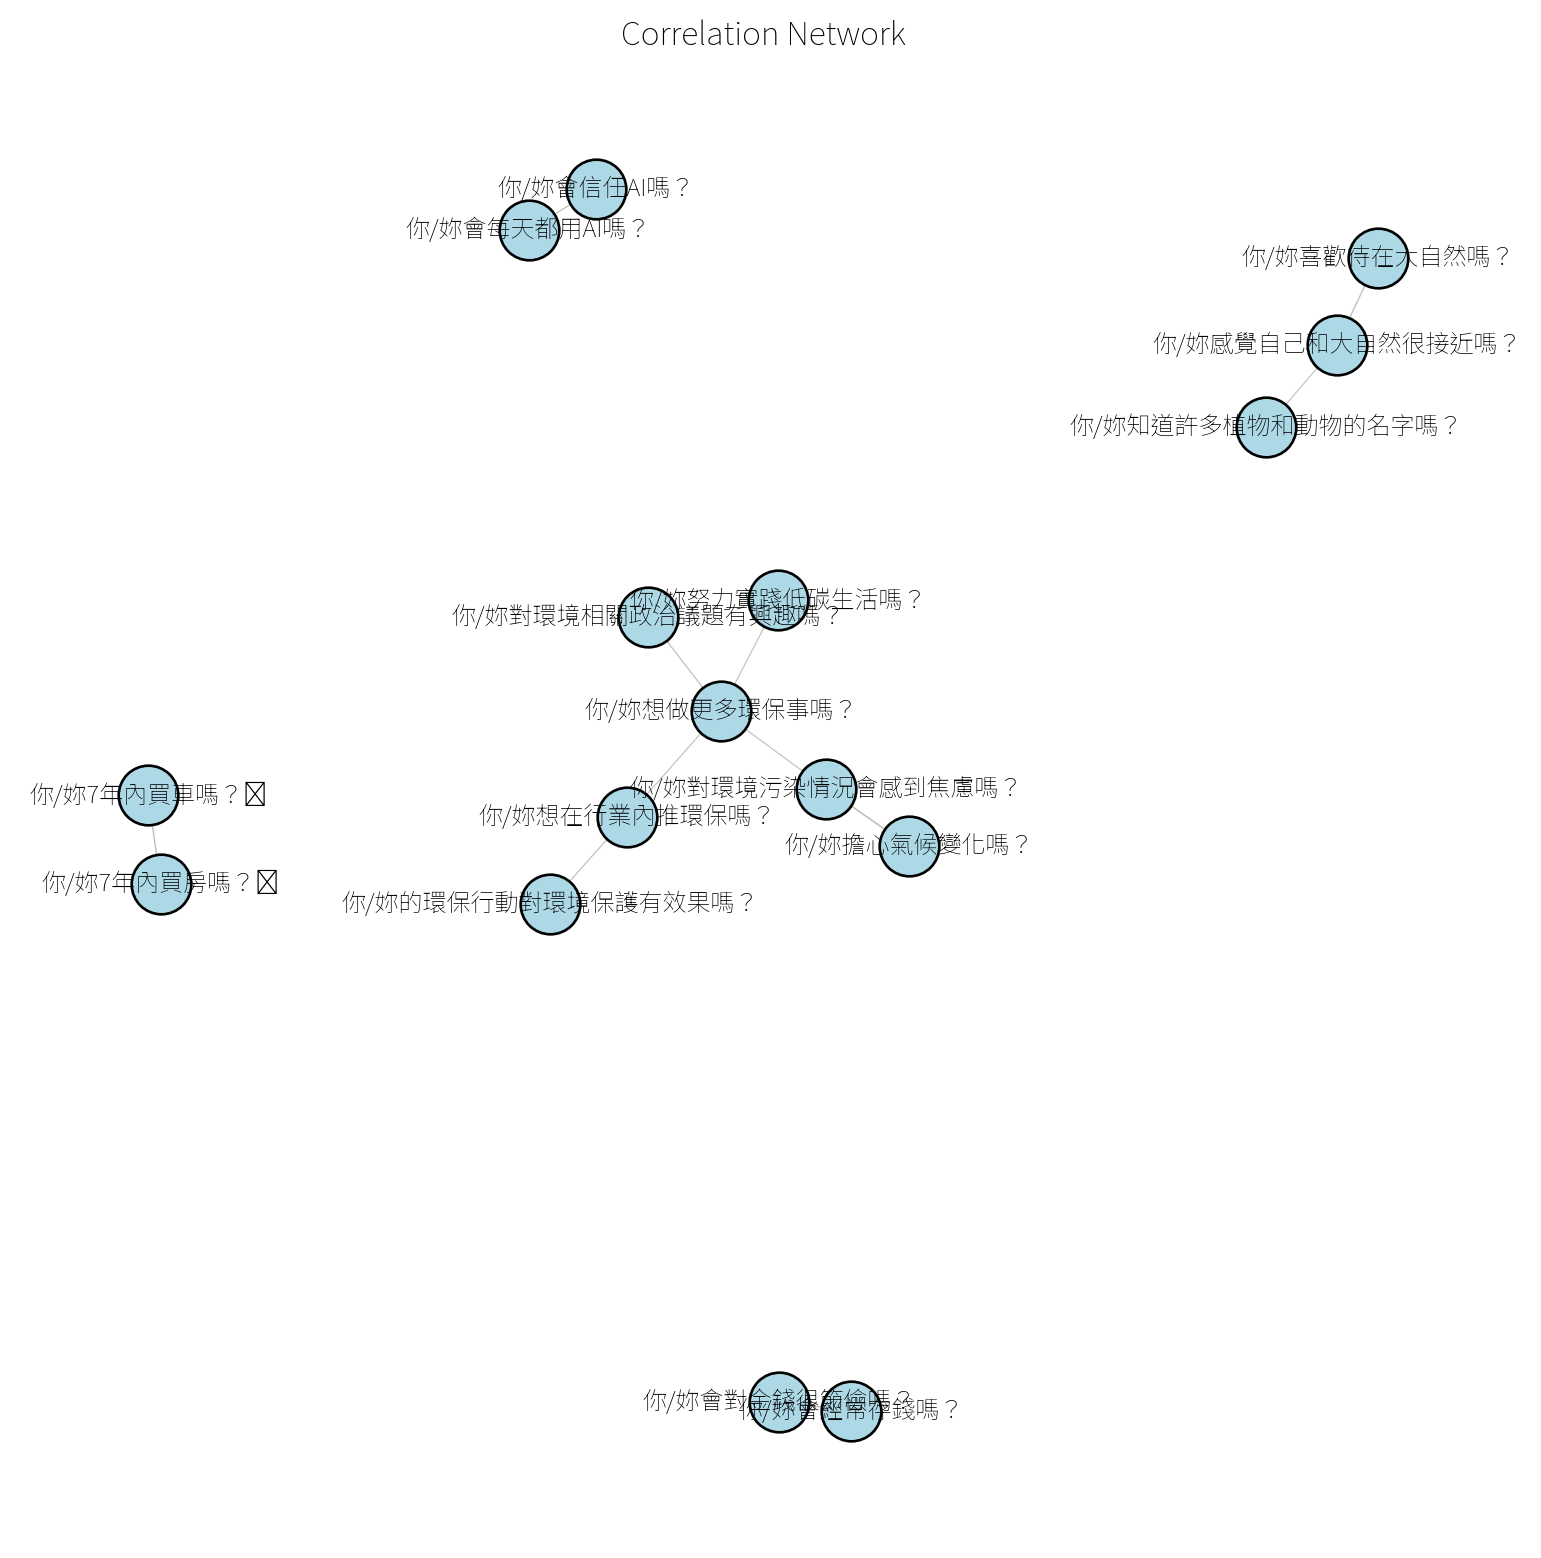 Correlation Network
你/妳會信任AI嗎？
你/妳會每天都用AI嗎？
你/妳喜歡待在大自然嗎？
你/妳感覺自己和大自然很接近嗎？
你/妳知道許多植物和動物的名字嗎？
你/妳努力實踐低碳生活嗎？
你/妳對環境相關政治議題有興趣嗎？
你/妳想做更多環保事嗎？
你/妳對環境污染情況會感到焦慮嗎？
你/妳7年內買車嗎？
你/妳想在行業內推環保嗎？
你/妳擔心氣候變化嗎？
你/妳7年內買房嗎？
你/妳的環保行動對環境保護有效果嗎？
你/妳會對金錢很節儉嗎？
你/妳會經常存錢嗎？